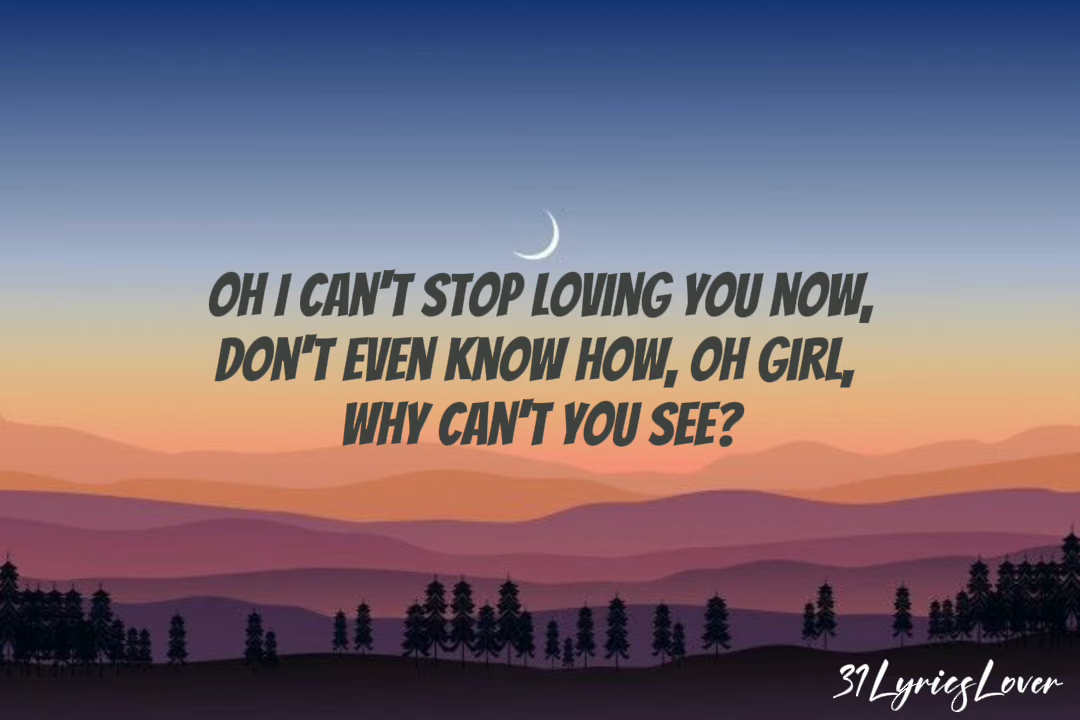 OH I CAN'T STOP LOVING YOU NOW,
DON'T EVEN KNOW HOW, OH GIRL,
WHY CAN'T YOU SEE?
31LyricsLover